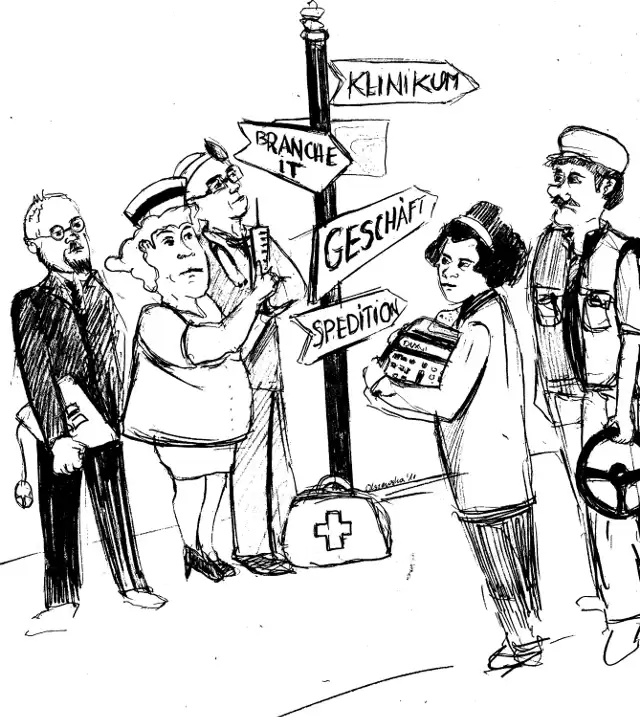 KLINIKUM
BRANCHE
IT
GESCHÄFT
SPEDITION